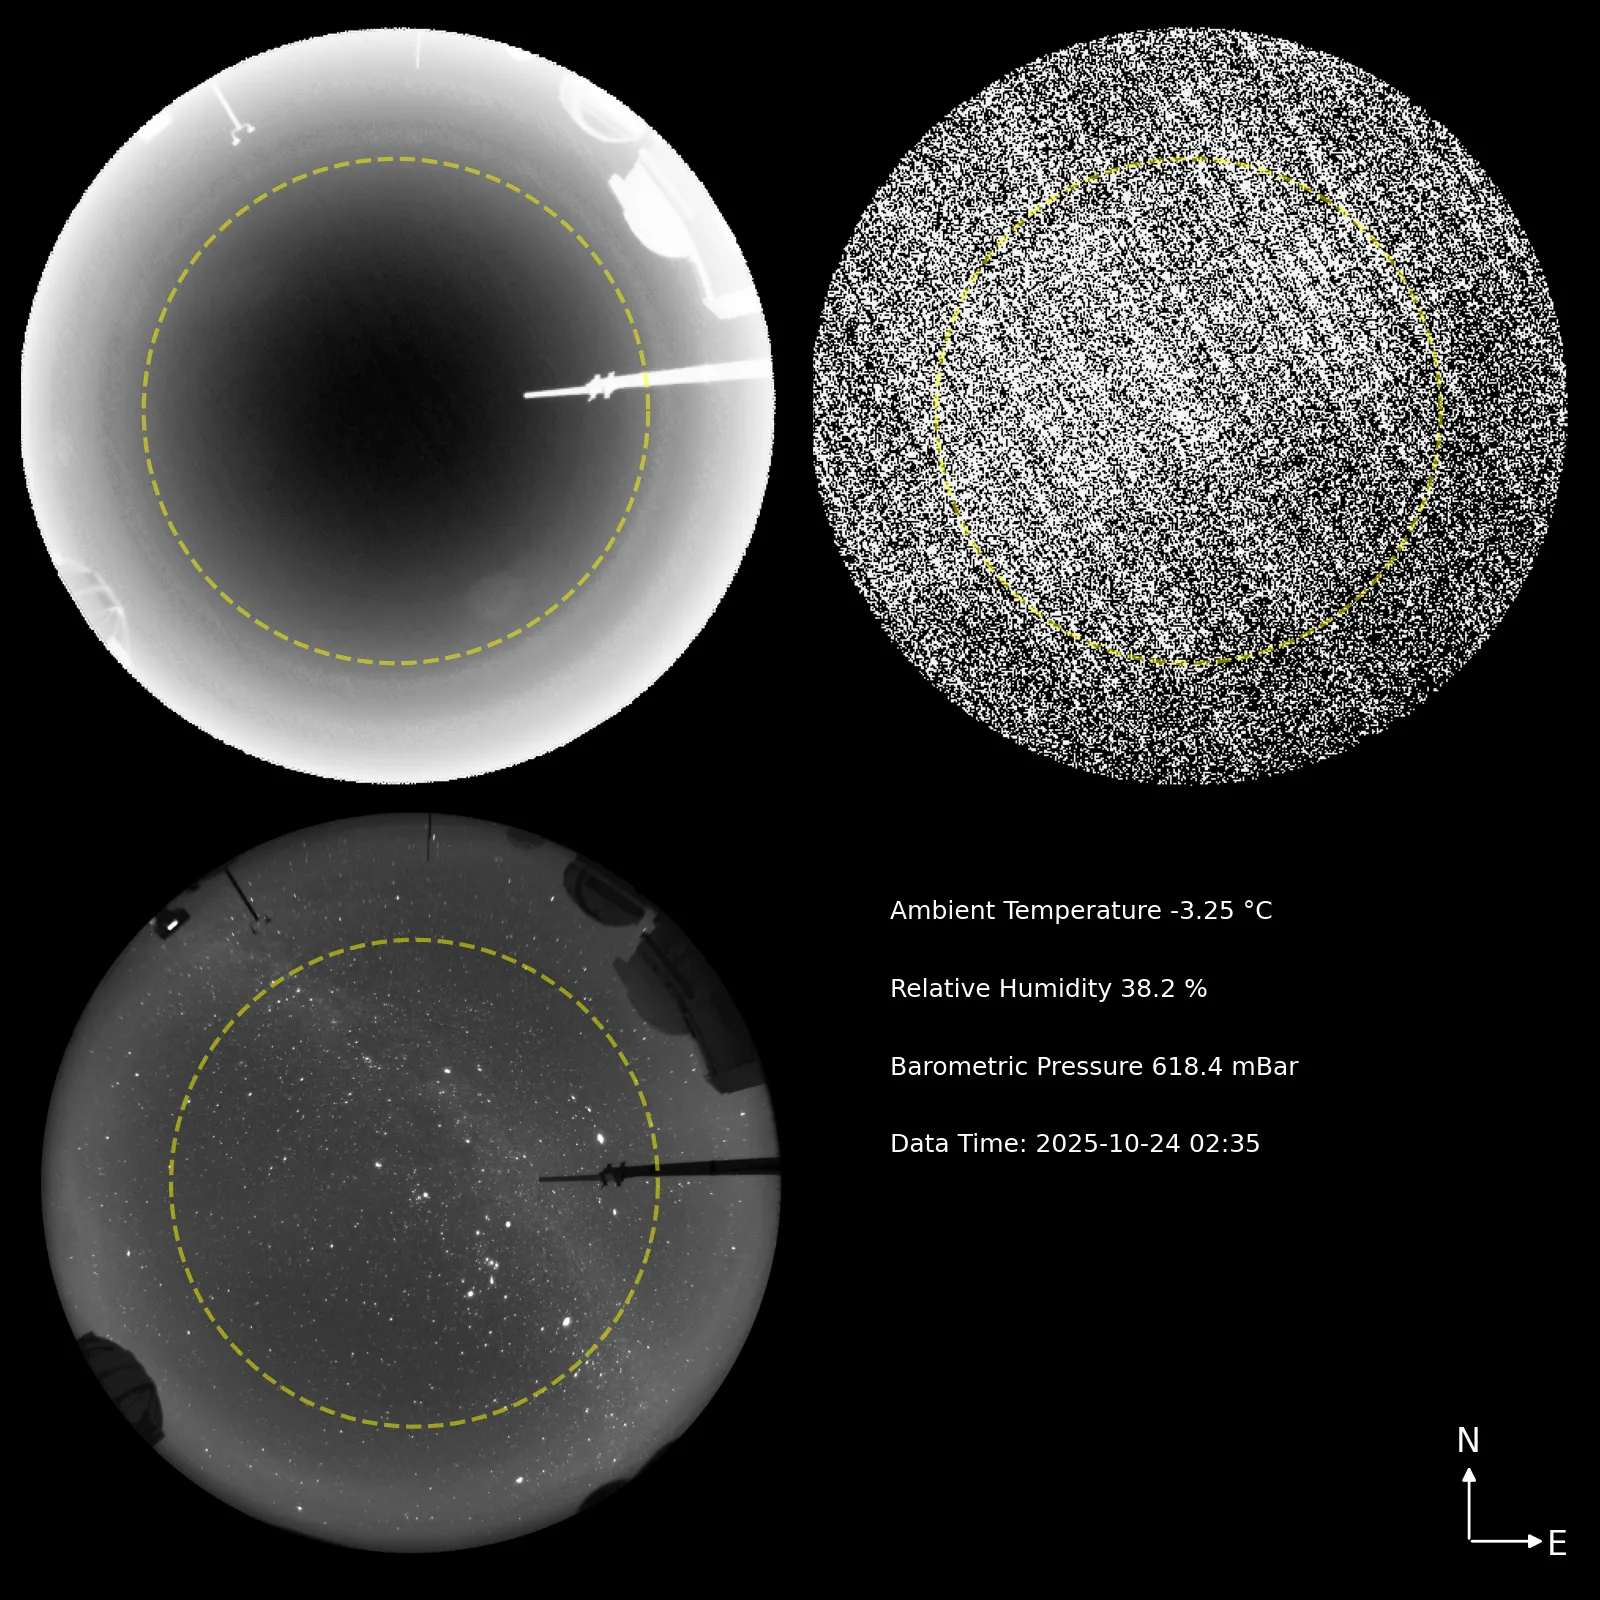 Ambient Temperature -3.25 °C
Relative Humidity 38.2 %
Barometric Pressure 618.4 mBar
Data Time: 2025-10-24 02:35
N
E